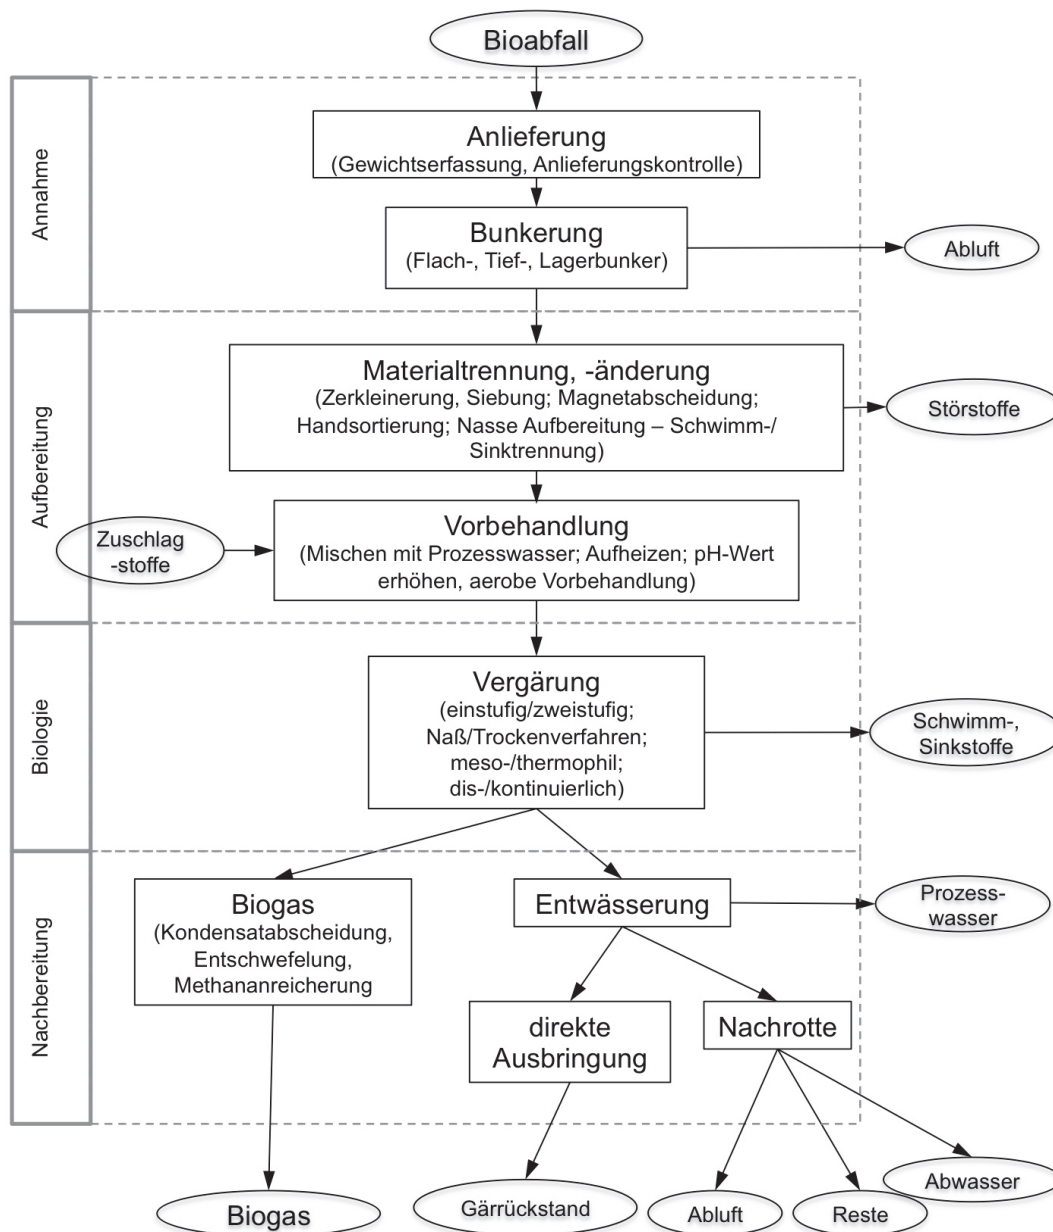 Bioabfall
Annahme
Anlieferung
(Gewichtserfassung, Anlieferungskontrolle)
Bunkerung
(Flach-, Tief-, Lagerbunker)
Abluft
Aufbereitung
Materialtrennung, -änderung
(Zerkleinerung, Siebung; Magnetabscheidung;
Handsortierung; Nasse Aufbereitung – Schwimm-/
Sinktrennung)
Störstoffe
Zuschlag
-stoffe
Vorbehandlung
(Mischen mit Prozesswasser; Aufheizen; pH-Wert
erhöhen, aerobe Vorbehandlung)
Biologie
Vergärung
(einstufig/zweistufig;
Naß/Trockenverfahren;
meso-/thermophil;
dis-/kontinuierlich)
Schwimm-,
Sinkstoffe
Nachbereitung
Biogas
(Kondensatabscheidung,
Entschwefelung,
Methananreicherung
Entwässerung
Prozess-
wasser
direkte
Ausbringung
Nachrotte
Biogas
Gärrückstand
Abluft
Reste
Abwasser